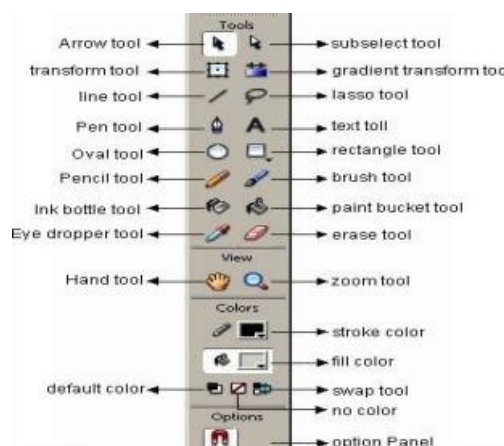 Tools
Arrow tool subselect tool
transform tool gradient transform too
line tool lasso tool
Pen tool text toll
Oval tool rectangle tool
Pencil tool brush tool
Ink bottle tool paint bucket tool
Eye dropper tool erase tool
View
Hand tool zoom tool
Colors
stroke color
fill color
default color swap tool
no color
Options
option Panel